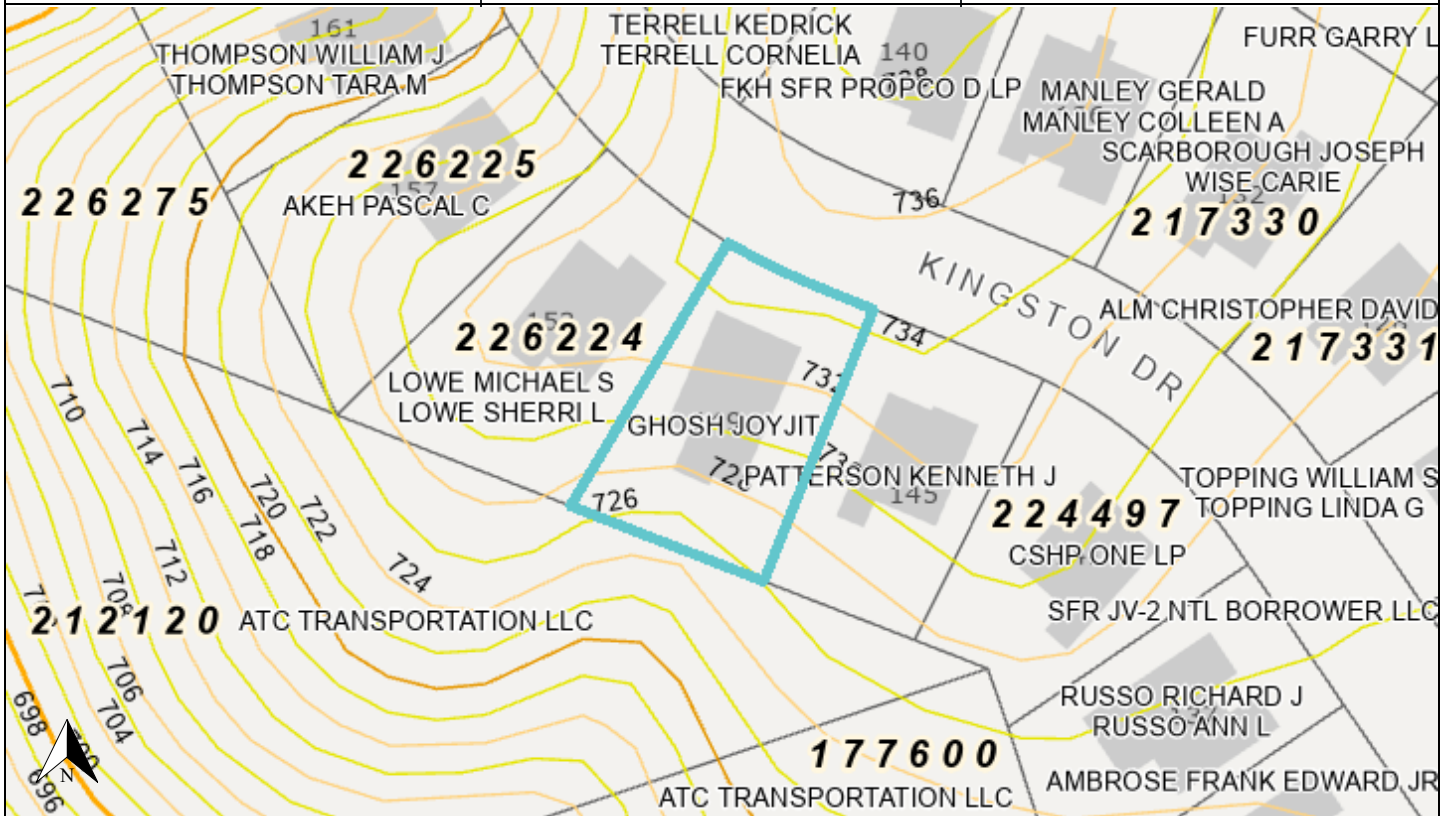 161
THOMPSON WILLIAM J
THOMPSON TARA M
TERRELL KEDRICK
TERRELL CORNELIA
140
FKH SFR PROPCO D LP
FURR GARRY L
MANLEY GERALD
MANLEY COLLEEN A
SCARBOROUGH JOSEPH
WISE CARIE
132
217330
226225
157
AKEH PASCAL C
226275
736
KINGSTON DR
ALM CHRISTOPHER DAVID
217331
734
226224
LOWE MICHAEL S
LOWE SHERRI L
732
GHOSH JOYJIT
PATTERSON KENNETH J
145
726
TOPPING WILLIAM S
TOPPING LINDA G
224497
CSHP ONE LP
710
714
716
720
722
718
712
724
212120
ATC TRANSPORTATION LLC
SFR JV-2 NTL BORROWER LLC
706
704
698
696
N
RUSSO RICHARD J
RUSSO ANN L
177600
ATC TRANSPORTATION LLC
AMBROSE FRANK EDWARD JR